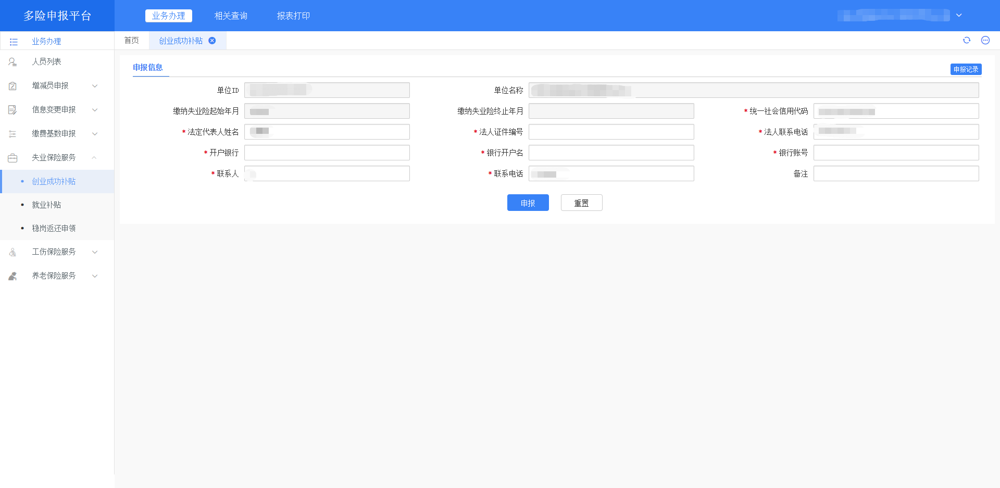 多险申报平台
业务办理 相关查询 报表打印
业务办理
首页 创业成功补贴
人员列表
增减员申报
信息变更申报
缴费基数申报
失业保险服务
创业成功补贴
就业补贴
稳岗返还申领
工伤保险服务
养老保险服务
申报信息 申报记录
单位ID 单位名称
缴纳失业险起始年月 缴纳失业险终止年月 *统一社会信用代码
*法定代表人姓名 *法人证件编号 *法人联系电话
*开户银行 *银行开户名 *银行账号
*联系人 *联系电话 备注
申报 重置